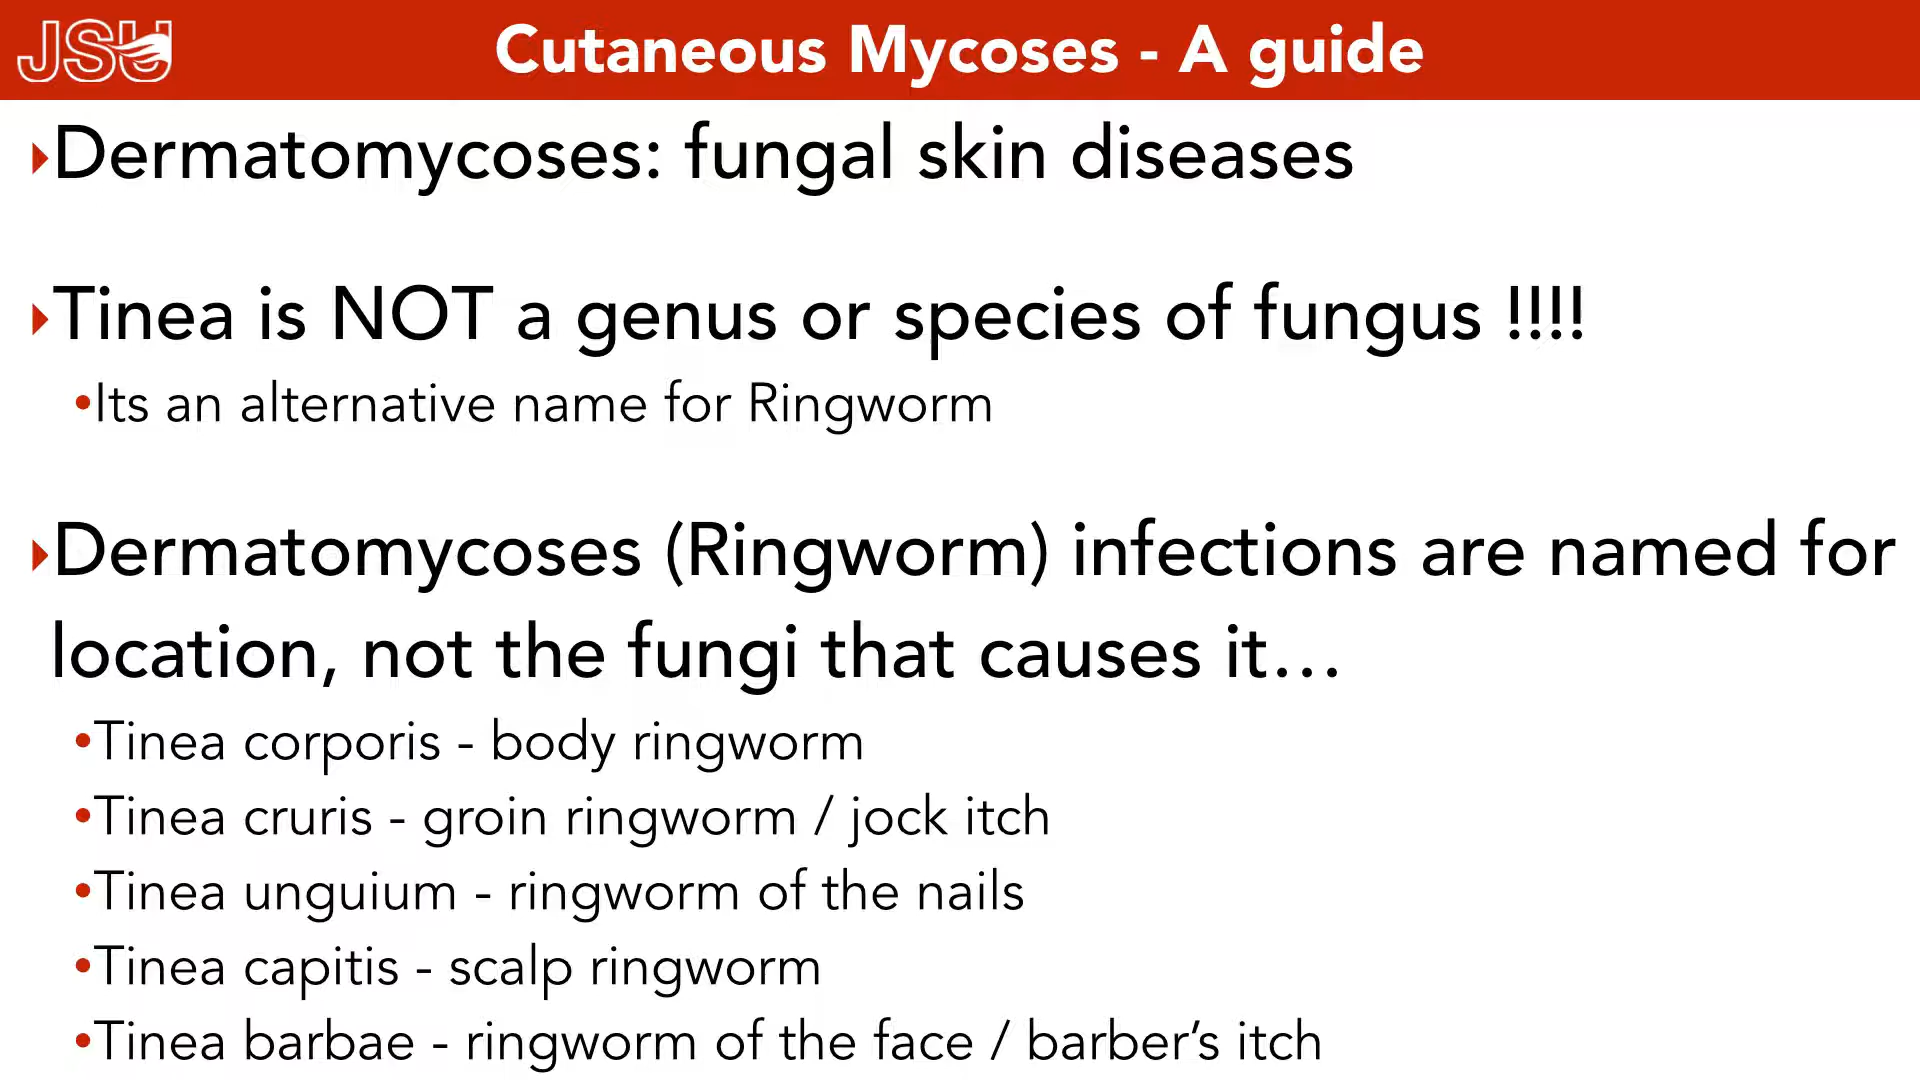 JSU
Cutaneous Mycoses - A guide
‣Dermatomycoses: fungal skin diseases
‣Tinea is NOT a genus or species of fungus !!!!
•Its an alternative name for Ringworm
‣Dermatomycoses (Ringworm) infections are named for
location, not the fungi that causes it…
•Tinea corporis - body ringworm
•Tinea cruris - groin ringworm / jock itch
•Tinea unguium - ringworm of the nails
•Tinea capitis - scalp ringworm
•Tinea barbae - ringworm of the face / barber’s itch